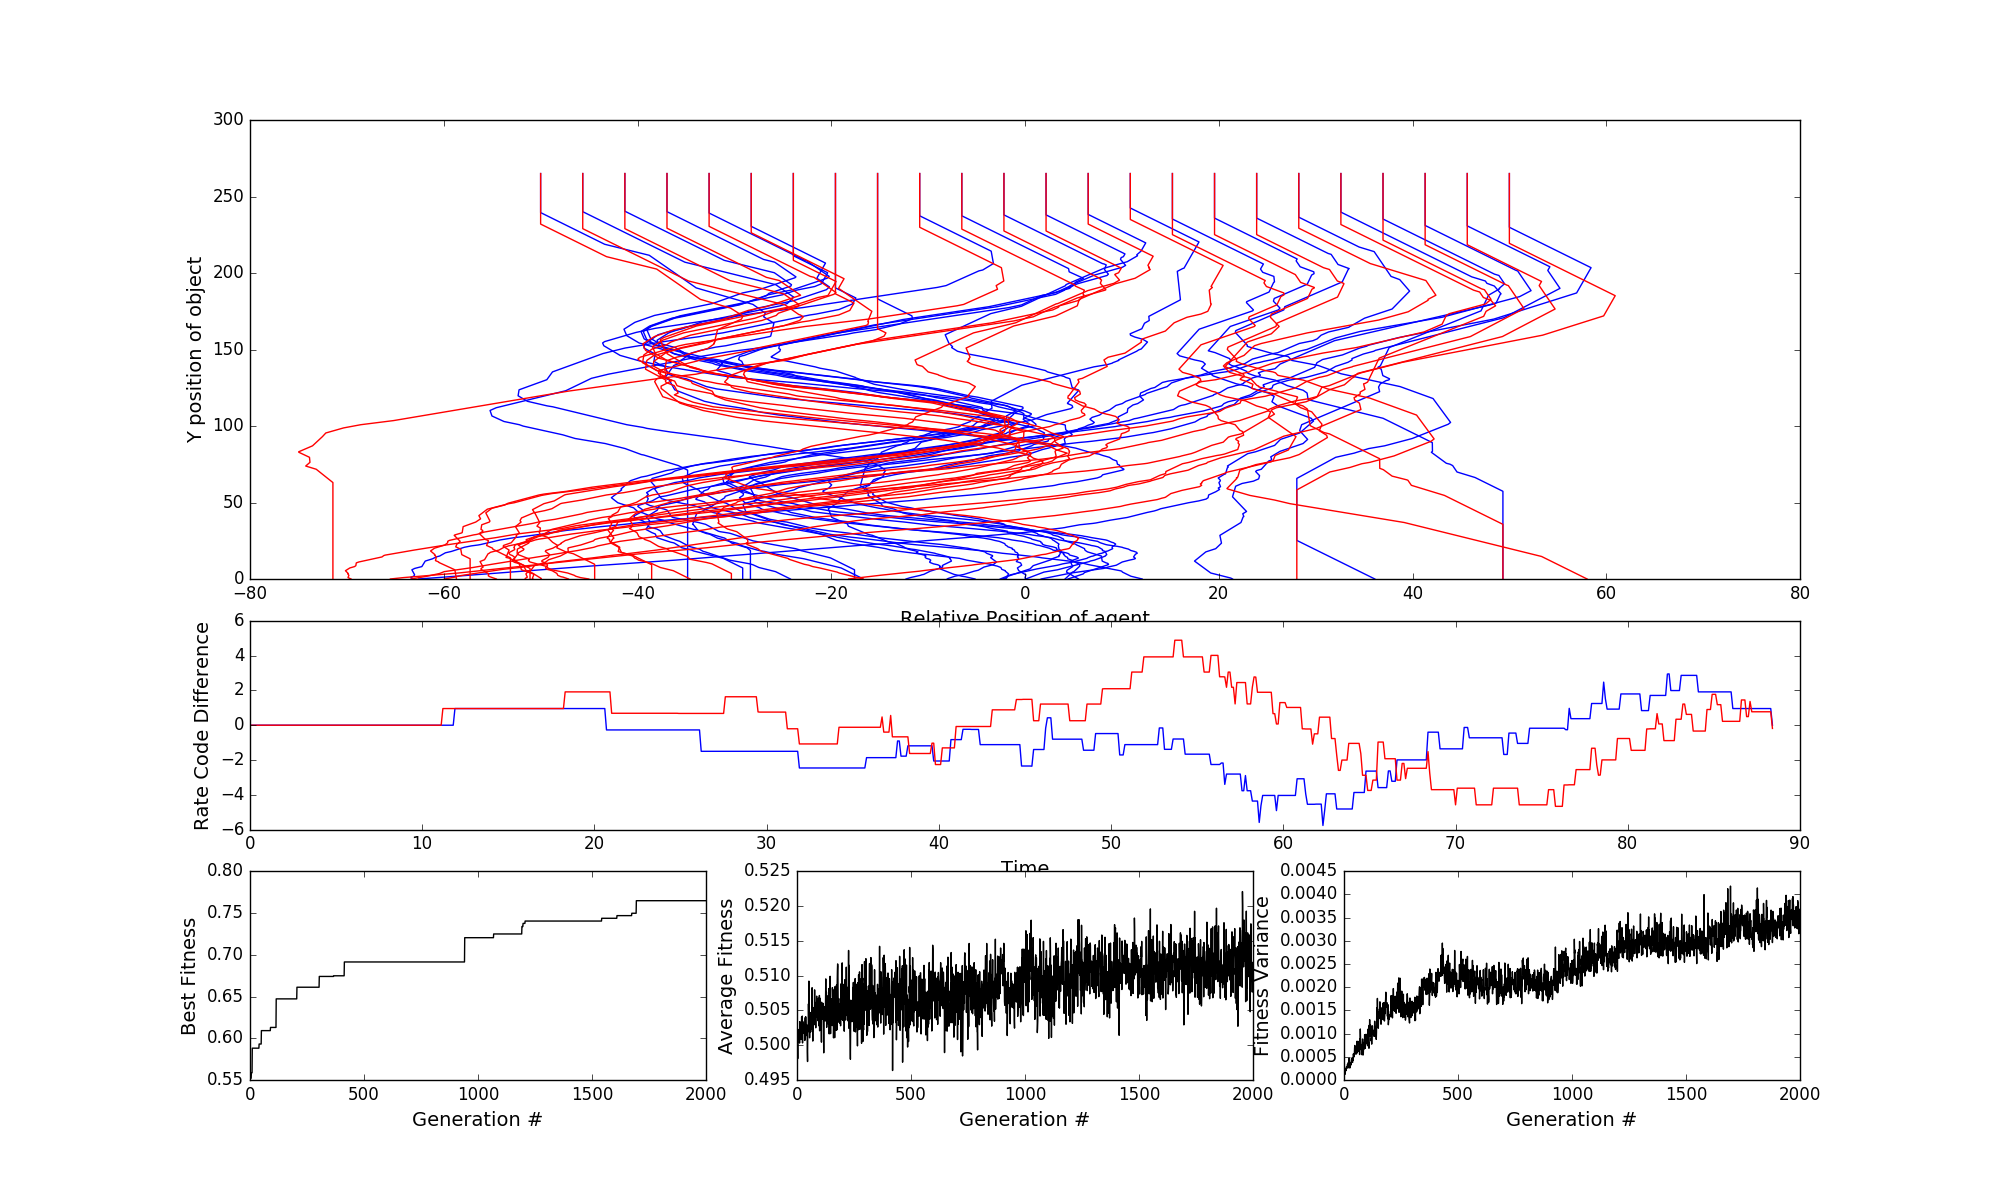 300
250
200
150
100
50
0
Y position of object
−80 −60 −40 −20 0 20 40 60 80
Relative Position of agent
6
4
2
0
−2
−4
−6
Rate Code Difference
0 10 20 30 40 50 60 70 80 90
Time
0.80
0.75
0.70
0.65
0.60
0.55
Best Fitness
0 500 1000 1500 2000
Generation #
0.525
0.520
0.515
0.510
0.505
0.500
0.495
Average Fitness
0 500 1000 1500 2000
Generation #
0.0045
0.0040
0.0035
0.0030
0.0025
0.0020
0.0015
0.0010
0.0005
0.0000
Fitness Variance
0 500 1000 1500 2000
Generation #